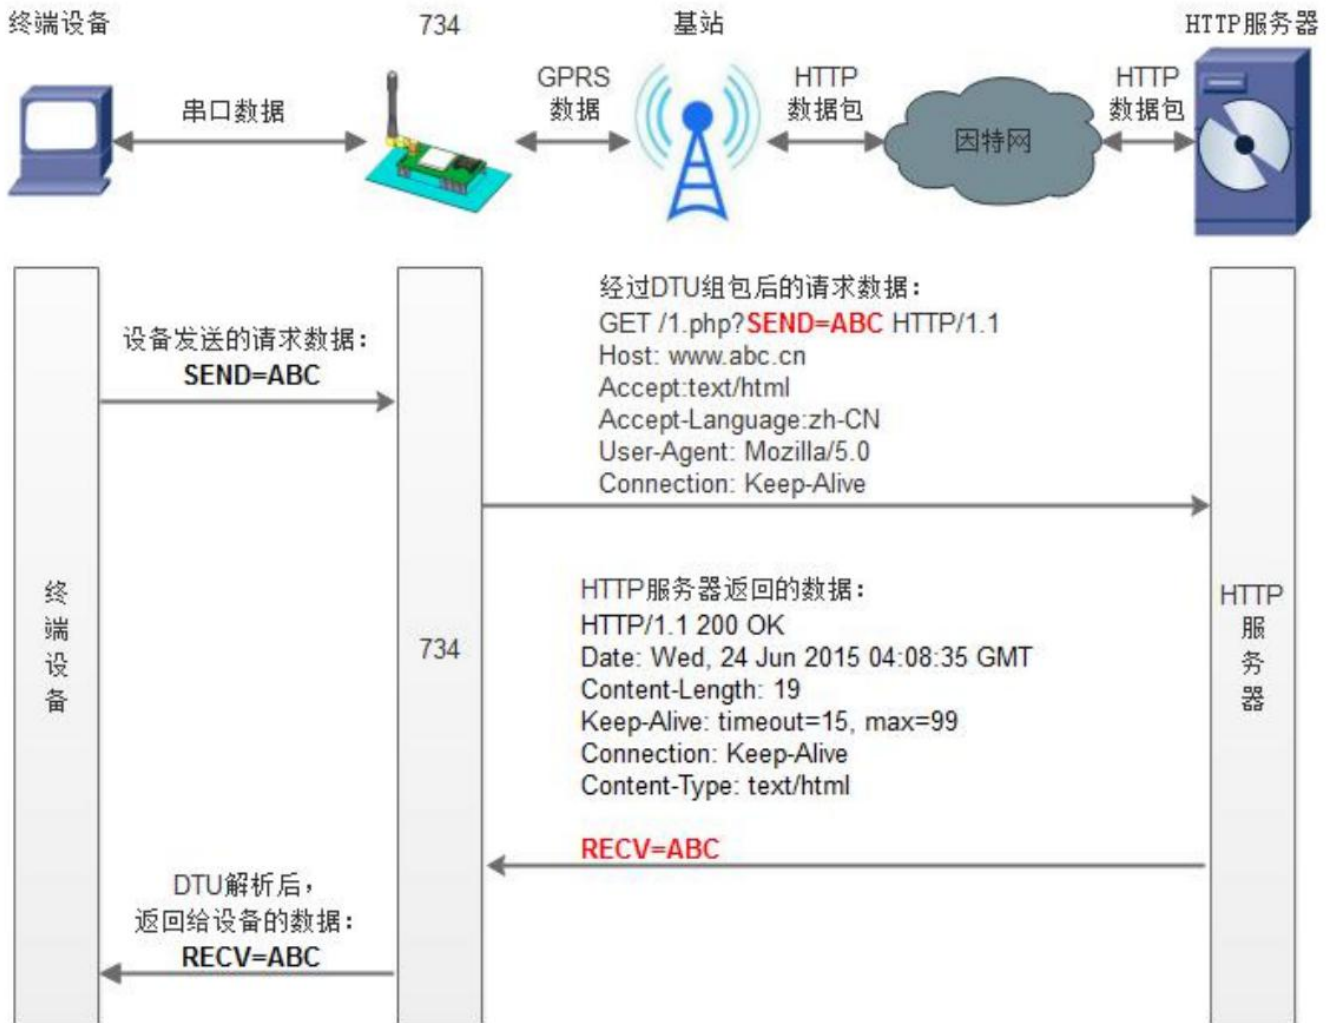 终端设备
734
基站
HTTP服务器
串口数据
GPRS
数据
HTTP
数据包
因特网
HTTP
数据包
设备发送的请求数据：
SEND=ABC
经过DTU组包后的请求数据：
GET /1.php?SEND=ABC HTTP/1.1
Host: www.abc.cn
Accept:text/html
Accept-Language:zh-CN
User-Agent: Mozilla/5.0
Connection: Keep-Alive
终端设备
734
HTTP服务器
HTTP服务器返回的数据：
HTTP/1.1 200 OK
Date: Wed, 24 Jun 2015 04:08:35 GMT
Content-Length: 19
Keep-Alive: timeout=15, max=99
Connection: Keep-Alive
Content-Type: text/html
RECV=ABC
DTU解析后，
返回给设备的数据：
RECV=ABC